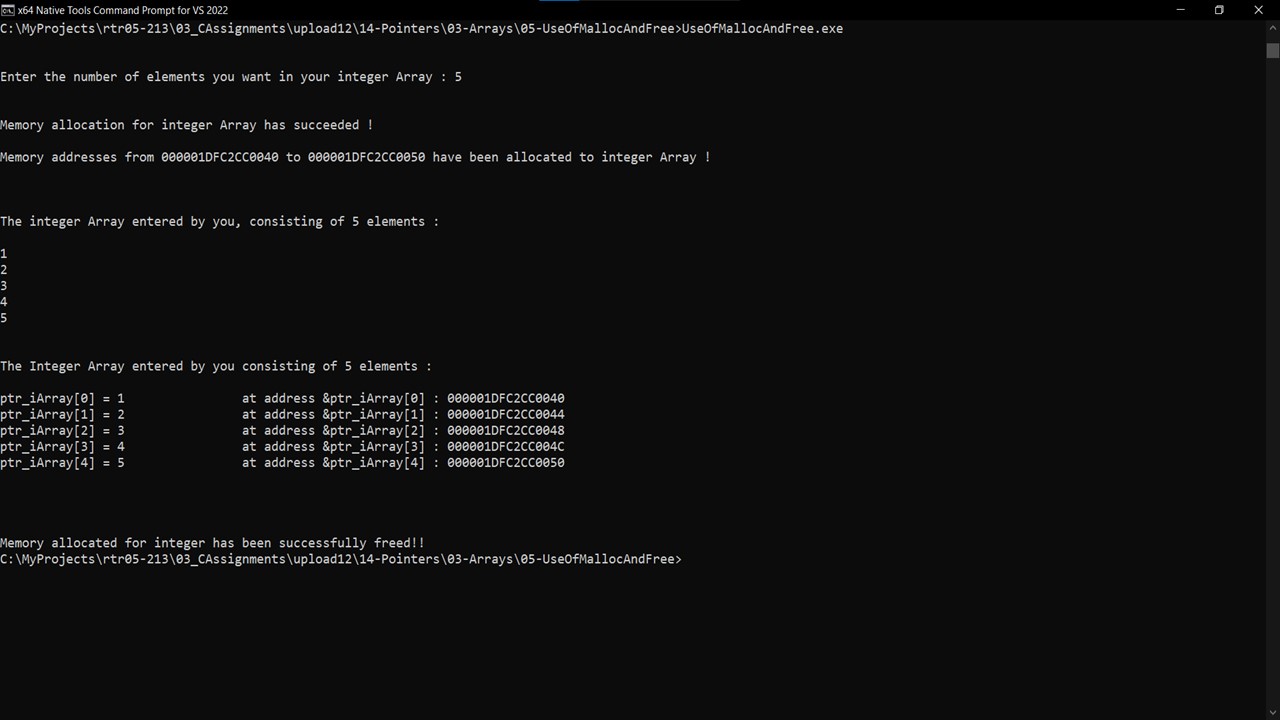 x64 Native Tools Command Prompt for VS 2022
C:\MyProjects\rtr05-213\03_CAssignments\upload12\14-Pointers\03-Arrays\05-UseOfMallocAndFree>UseOfMallocAndFree.exe
Enter the number of elements you want in your integer Array : 5
Memory allocation for integer Array has succeeded !
Memory addresses from 000001DFC2CC0040 to 000001DFC2CC0050 have been allocated to integer Array !
The integer Array entered by you, consisting of 5 elements :
1
2
3
4
5
The Integer Array entered by you consisting of 5 elements :
ptr_iArray[0] = 1 at address &ptr_iArray[0] : 000001DFC2CC0040
ptr_iArray[1] = 2 at address &ptr_iArray[1] : 000001DFC2CC0044
ptr_iArray[2] = 3 at address &ptr_iArray[2] : 000001DFC2CC0048
ptr_iArray[3] = 4 at address &ptr_iArray[3] : 000001DFC2CC004C
ptr_iArray[4] = 5 at address &ptr_iArray[4] : 000001DFC2CC0050
Memory allocated for integer has been successfully freed!!
C:\MyProjects\rtr05-213\03_CAssignments\upload12\14-Pointers\03-Arrays\05-UseOfMallocAndFree>